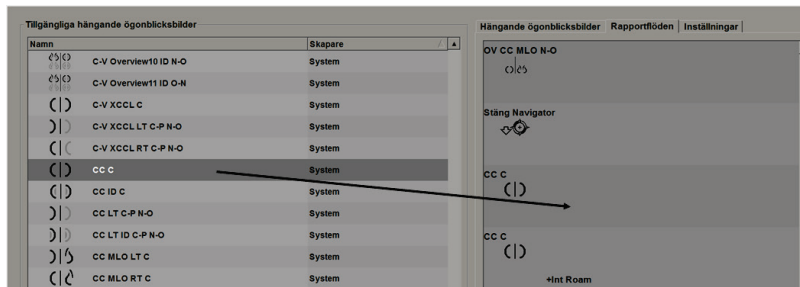 Tillgängliga hängande ögonblicksbilder
Namn Skapare
C-V Overview10 ID N-O System
C-V Overview11 ID O-N System
C-V XCCL C System
C-V XCCL LT C-P N-O System
C-V XCCL RT C-P N-O System
CC C System
CC ID C System
CC LT C-P N-O System
CC LT ID C-P N-O System
CC MLO LT C System
CC MLO RT C System
Hängande ögonblicksbilder Rapportflöden Inställningar
OV CC MLO N-O
Stäng Navigator
CC C
CC C
+Int Roam